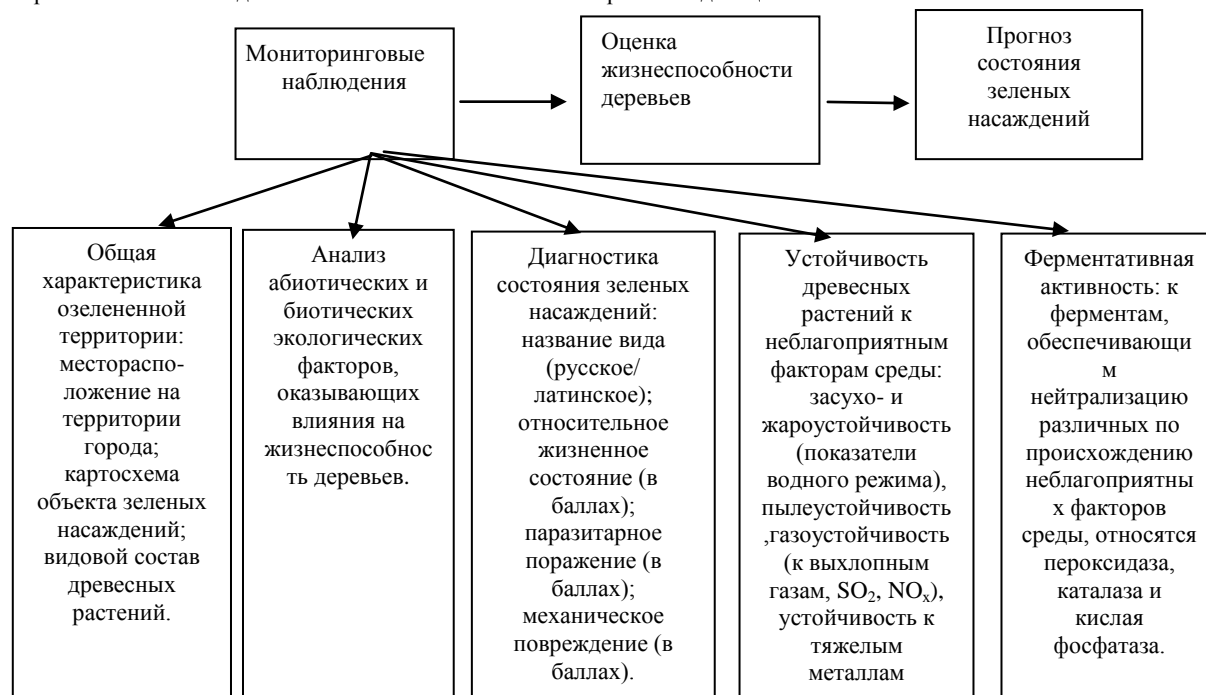 Мониторинговые
наблюдения
Оценка
жизнеспособности
деревьев
Прогноз
состояния
зеленых
насаждений
Общая
характеристика
озелененной
территории:
местораспо-
ложение на
территории
города;
картосхема
объекта зеленых
насаждений;
видовой состав
древесных
растений.
Анализ
абиотических и
биотических
экологических
факторов,
оказывающих
влияния на
жизнеспособнос
ть деревьев.
Диагностика
состояния зеленых
насаждений:
название вида
(русское/
латинское);
относительное
жизненное
состояние (в
баллах);
паразитарное
поражение (в
баллах);
механическое
повреждение (в
баллах).
Устойчивость
древесных
растений к
неблагоприятным
факторам среды:
засухо- и
жароустойчивость
(показатели
водного режима),
пылеустойчивость
,газоустойчивость
(к выхлопным
газам, SO₂, NOₓ),
устойчивость к
тяжелым
металлам
Ферментативная
активность: к
ферментам,
обеспечивающи
м
нейтрализацию
различных по
происхождению
неблагоприятны
х факторов
среды, относятся
пероксидаза,
каталаза и
кислая
фосфатаза.